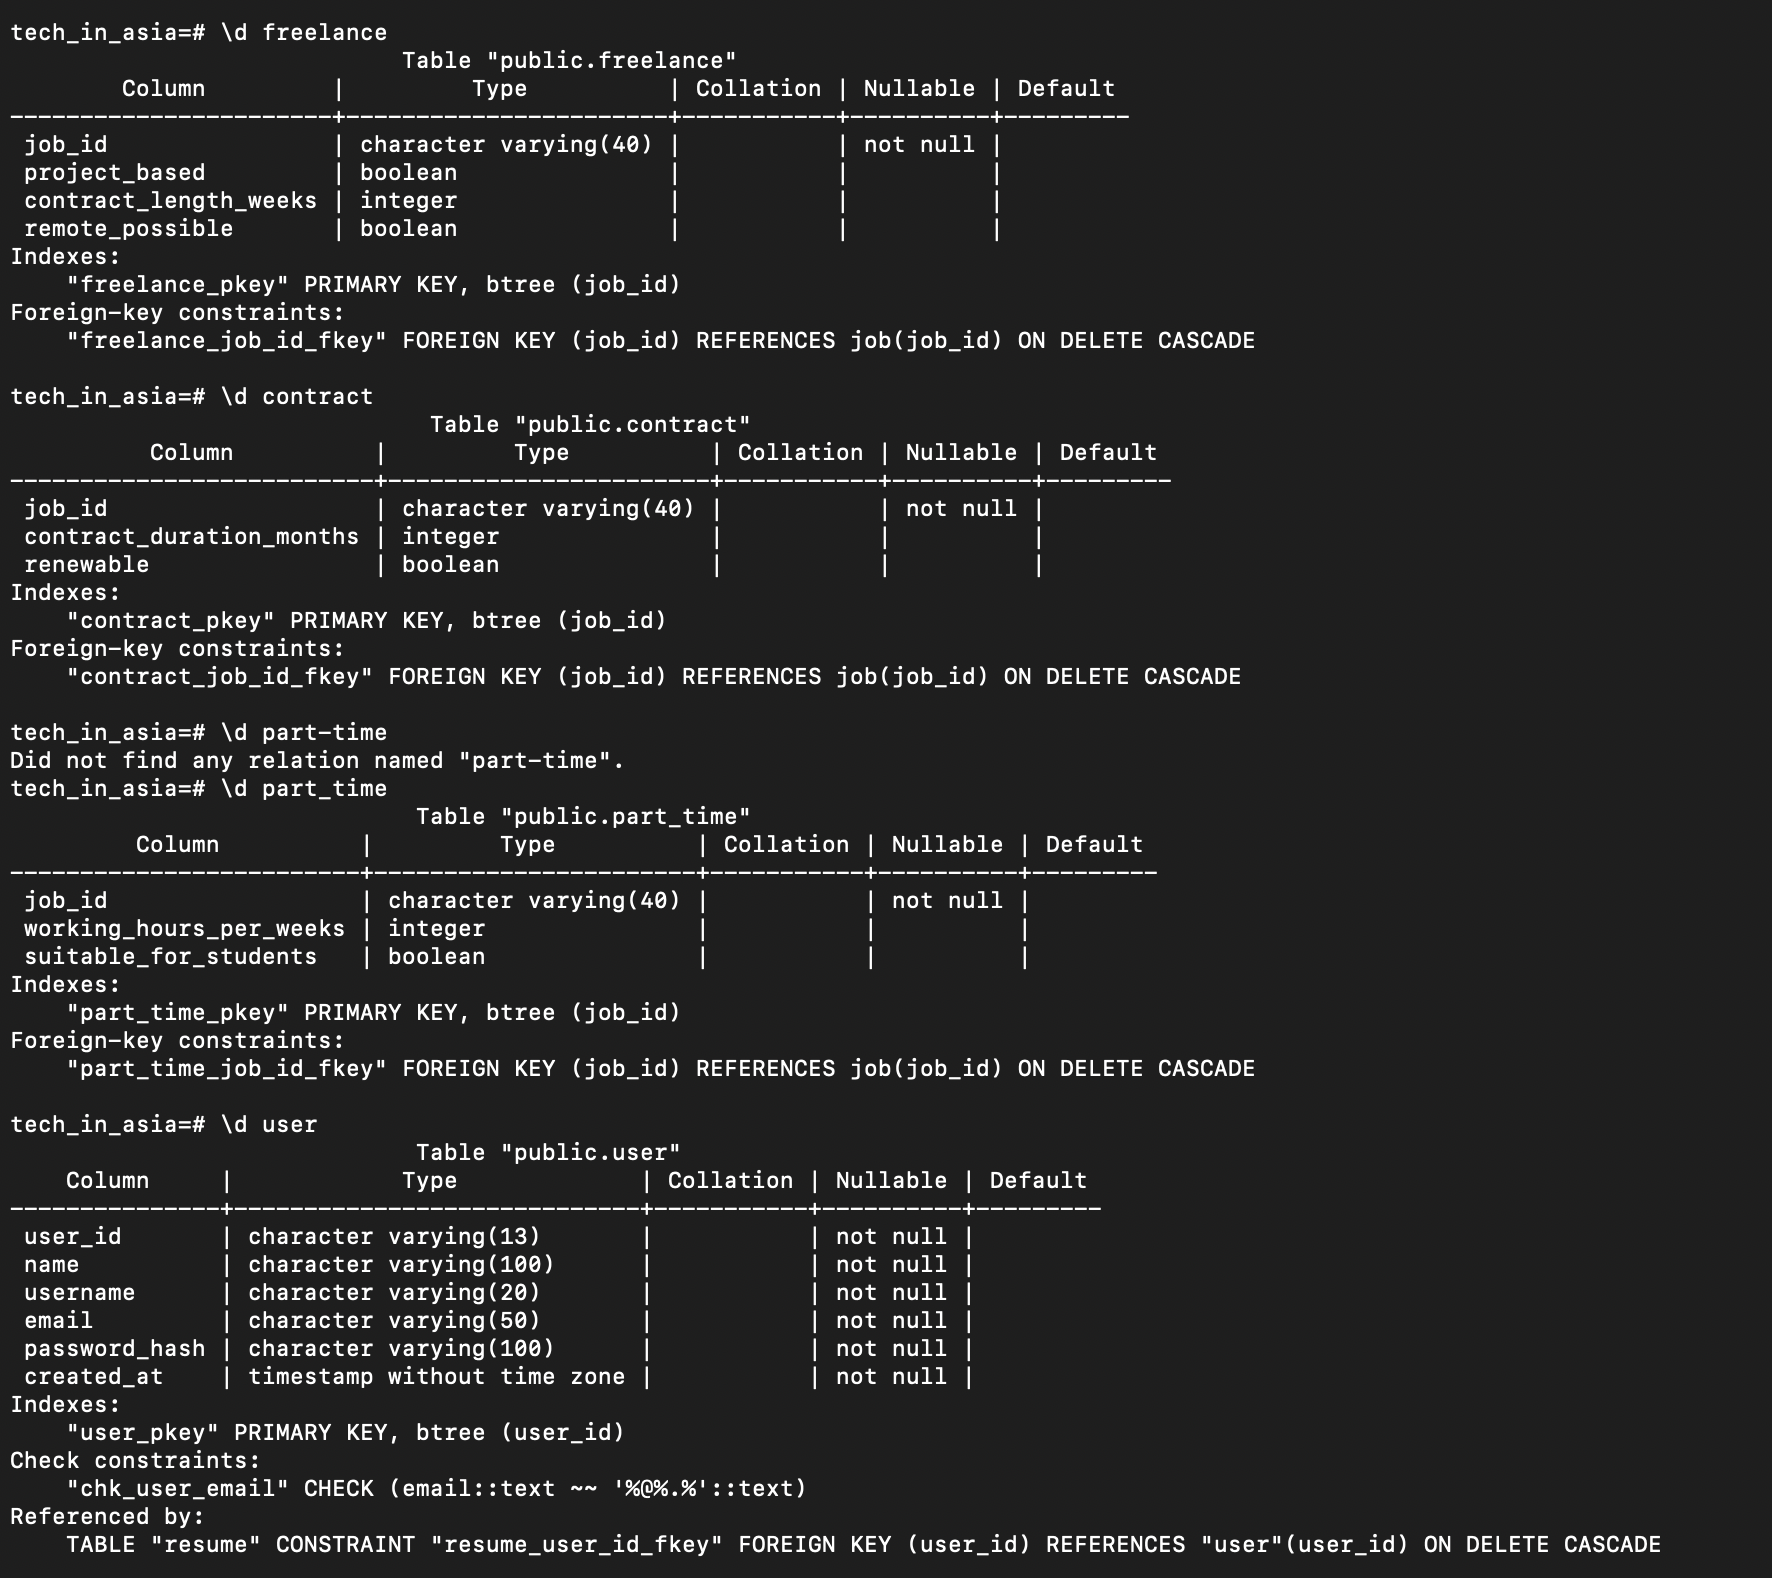 tech_in_asia=# \d freelance
Table "public.freelance"
Column | Type | Collation | Nullable | Default
-----------------------+-----------------------+-----------+----------+---------
job_id | character varying(40) | | not null |
project_based | boolean | | |
contract_length_weeks | integer | | |
remote_possible | boolean | | |
Indexes:
"freelance_pkey" PRIMARY KEY, btree (job_id)
Foreign-key constraints:
"freelance_job_id_fkey" FOREIGN KEY (job_id) REFERENCES job(job_id) ON DELETE CASCADE
tech_in_asia=# \d contract
Table "public.contract"
Column | Type | Collation | Nullable | Default
--------------------------+-----------------------+-----------+----------+---------
job_id | character varying(40) | | not null |
contract_duration_months | integer | | |
renewable | boolean | | |
Indexes:
"contract_pkey" PRIMARY KEY, btree (job_id)
Foreign-key constraints:
"contract_job_id_fkey" FOREIGN KEY (job_id) REFERENCES job(job_id) ON DELETE CASCADE
tech_in_asia=# \d part-time
Did not find any relation named "part-time".
tech_in_asia=# \d part_time
Table "public.part_time"
Column | Type | Collation | Nullable | Default
-------------------------+-----------------------+-----------+----------+---------
job_id | character varying(40) | | not null |
working_hours_per_weeks | integer | | |
suitable_for_students | boolean | | |
Indexes:
"part_time_pkey" PRIMARY KEY, btree (job_id)
Foreign-key constraints:
"part_time_job_id_fkey" FOREIGN KEY (job_id) REFERENCES job(job_id) ON DELETE CASCADE
tech_in_asia=# \d user
Table "public.user"
Column | Type | Collation | Nullable | Default
---------------+-----------------------------+-----------+----------+---------
user_id | character varying(13) | | not null |
name | character varying(100) | | not null |
username | character varying(20) | | not null |
email | character varying(50) | | not null |
password_hash | character varying(100) | | not null |
created_at | timestamp without time zone | | not null |
Indexes:
"user_pkey" PRIMARY KEY, btree (user_id)
Check constraints:
"chk_user_email" CHECK (email::text ~~ '%@%.%'::text)
Referenced by:
TABLE "resume" CONSTRAINT "resume_user_id_fkey" FOREIGN KEY (user_id) REFERENCES "user"(user_id) ON DELETE CASCADE